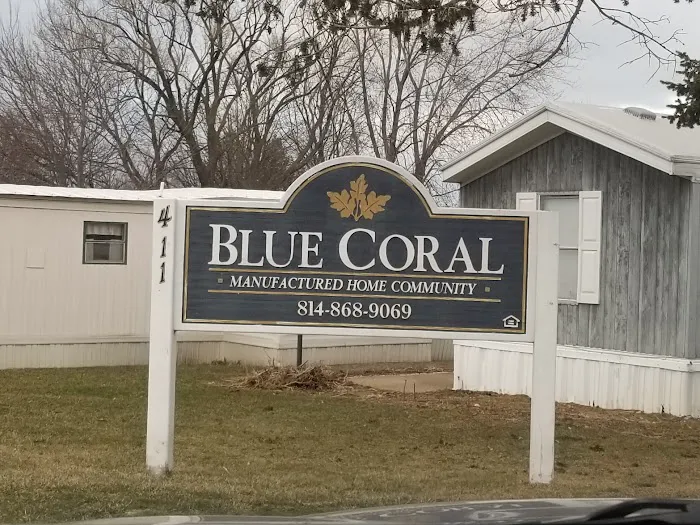 411
BLUE CORAL
MANUFACTURED HOME COMMUNITY
814-868-9069